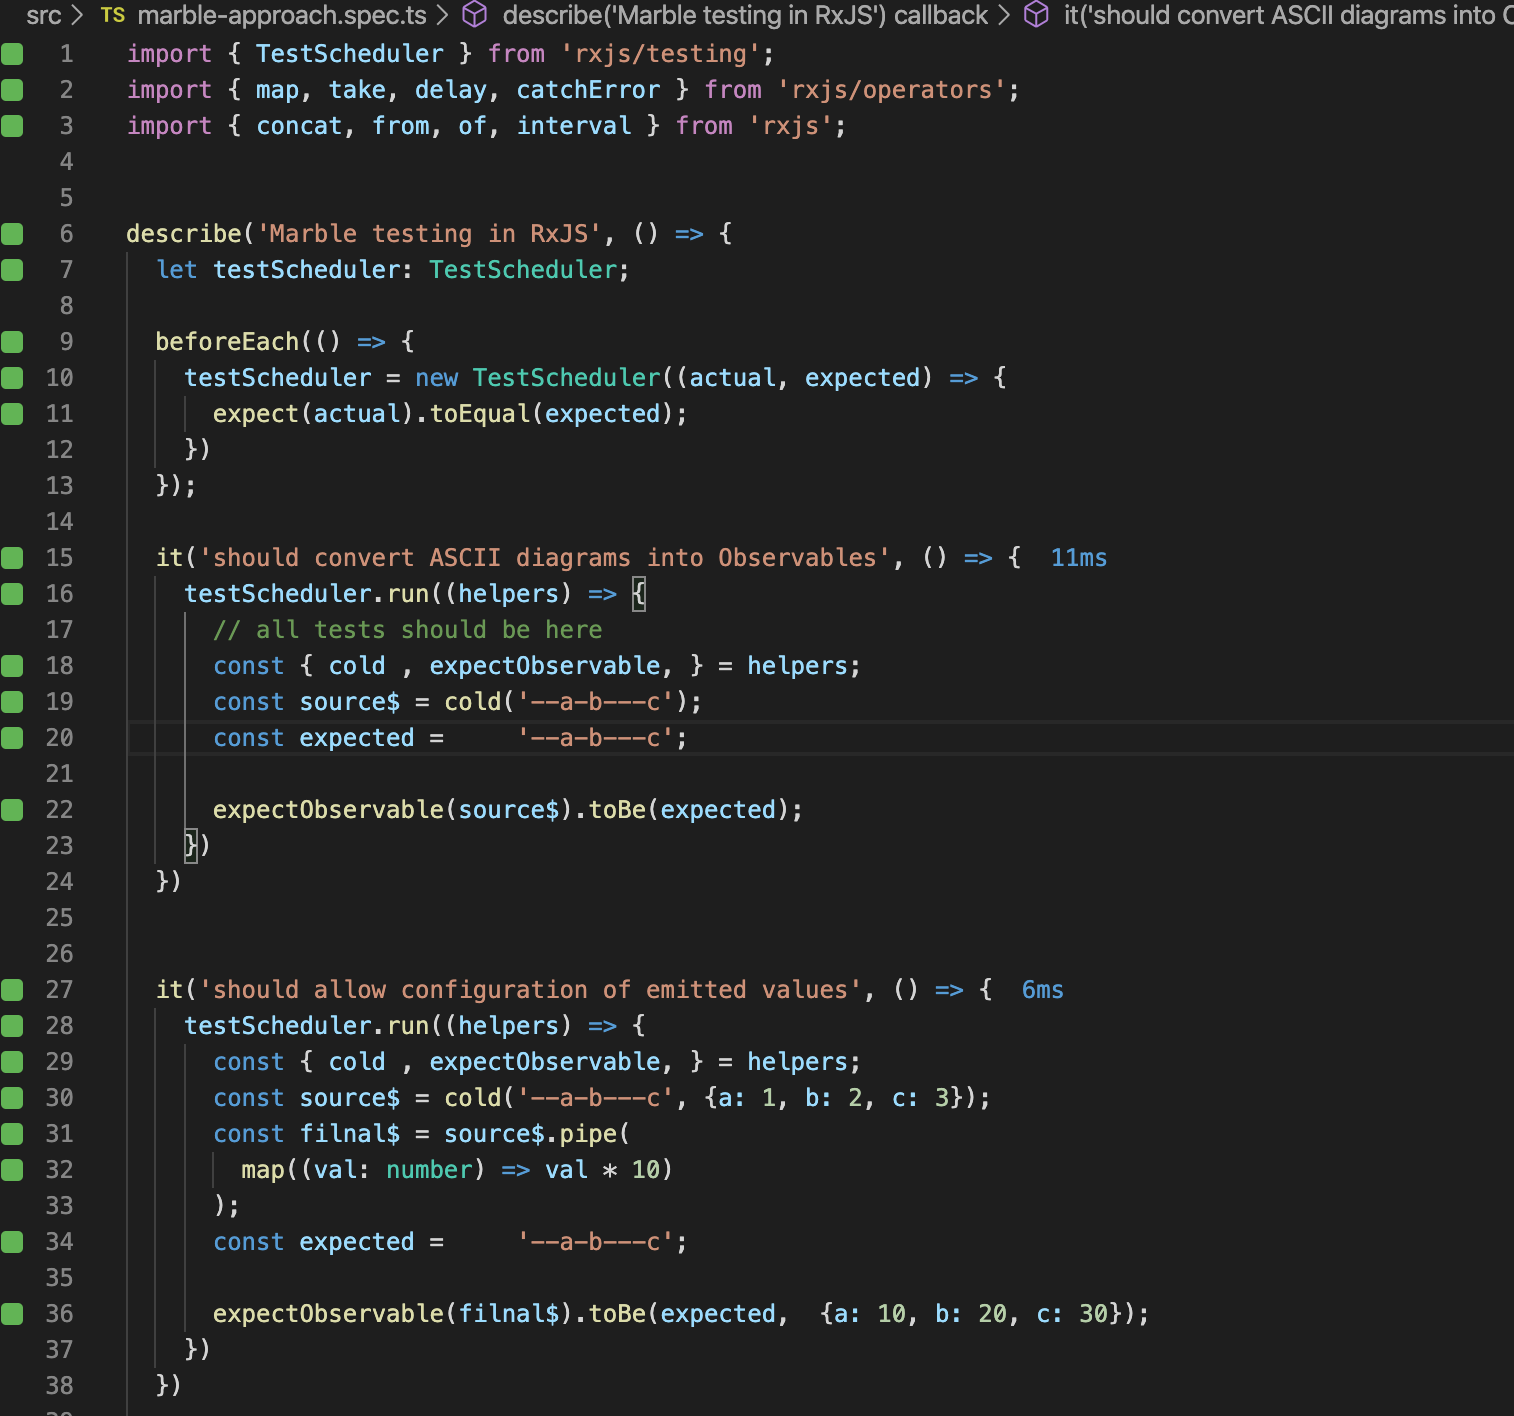 src > TS marble-approach.spec.ts > describe('Marble testing in RxJS') callback > it('should convert ASCII diagrams into
1 import { TestScheduler } from 'rxjs/testing';
2 import { map, take, delay, catchError } from 'rxjs/operators';
3 import { concat, from, of, interval } from 'rxjs';
4
5
6 describe('Marble testing in RxJS', () => {
7   let testScheduler: TestScheduler;
8
9   beforeEach(() => {
10     testScheduler = new TestScheduler((actual, expected) => {
11       expect(actual).toEqual(expected);
12     })
13   });
14
15   it('should convert ASCII diagrams into Observables', () => {  11ms
16     testScheduler.run((helpers) => {
17       // all tests should be here
18       const { cold , expectObservable, } = helpers;
19       const source$ = cold('--a-b---c');
20       const expected =     '--a-b---c';
21
22       expectObservable(source$).toBe(expected);
23     })
24   })
25
26
27   it('should allow configuration of emitted values', () => {  6ms
28     testScheduler.run((helpers) => {
29       const { cold , expectObservable, } = helpers;
30       const source$ = cold('--a-b---c', {a: 1, b: 2, c: 3});
31       const filnal$ = source$.pipe(
32         map((val: number) => val * 10)
33       );
34       const expected =     '--a-b---c';
35
36       expectObservable(filnal$).toBe(expected,  {a: 10, b: 20, c: 30});
37     })
38   })